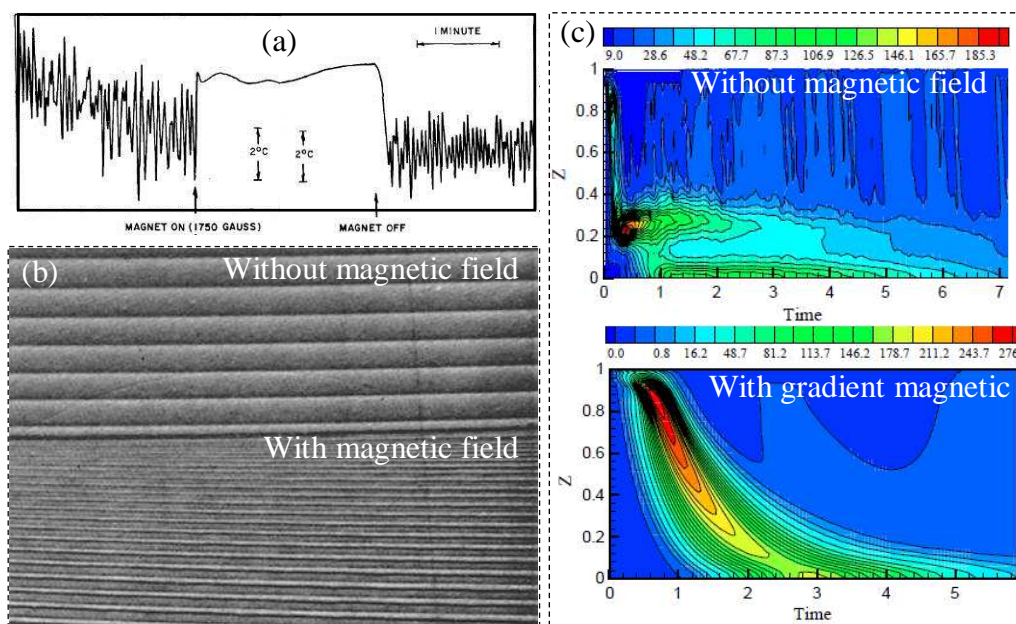 (a)
1 MINUTE
2°C
2°C
MAGNET ON (1750 GAUSS)
MAGNET OFF
(b)
Without magnetic field
With magnetic field
(c)
9.0 28.6 48.2 67.7 87.3 106.9 126.5 146.1 165.7 185.3
Without magnetic field
1
0.8
0.6
Z
0.4
0.2
0
0 1 2 3 4 5 6 7
Time
0.0 0.8 16.2 48.7 81.2 113.7 146.2 178.7 211.2 243.7 276
With gradient magnetic
1
0.8
0.6
Z
0.4
0.2
0
0 1 2 3 4 5
Time